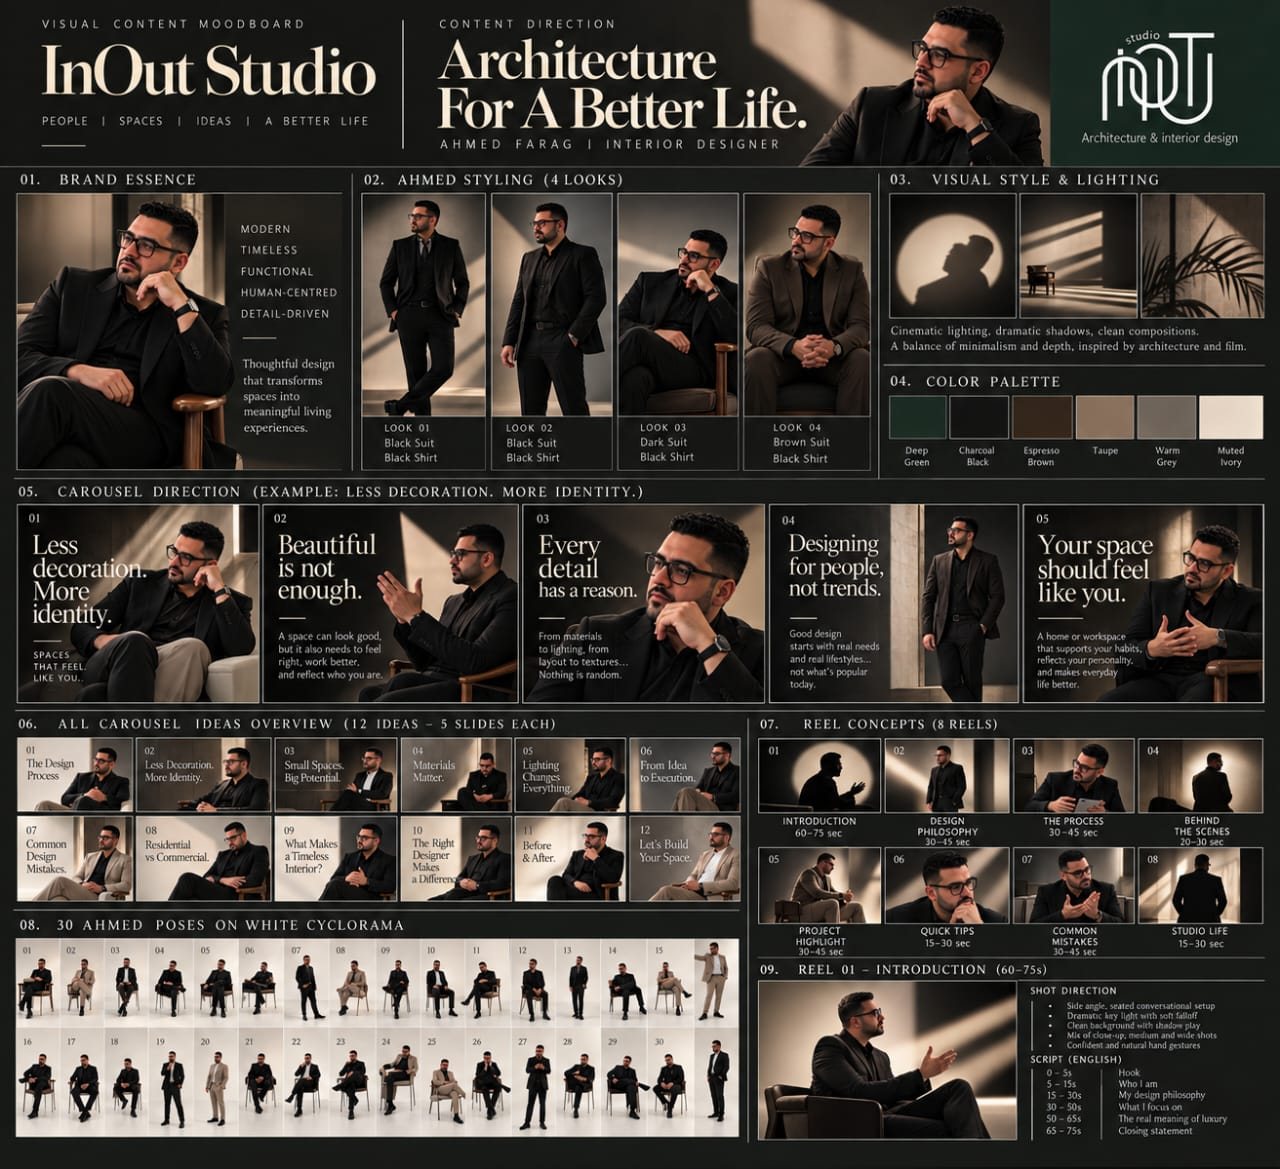 VISUAL CONTENT MOODBOARD
InOut Studio
PEOPLE | SPACES | IDEAS | A BETTER LIFE
CONTENT DIRECTION
Architecture
For A Better Life.
AHMED FARAG | INTERIOR DESIGNER
studio
inOUT
Architecture & interior design
01. BRAND ESSENCE
MODERN
TIMELESS
FUNCTIONAL
HUMAN-CENTRED
DETAIL-DRIVEN
Thoughtful design
that transforms
spaces into
meaningful living
experiences.
02. AHMED STYLING (4 LOOKS)
LOOK 01
Black Suit
Black Shirt
LOOK 02
Black Suit
Black Shirt
LOOK 03
Dark Suit
Black Shirt
LOOK 04
Brown Suit
Black Shirt
03. VISUAL STYLE & LIGHTING
Cinematic lighting, dramatic shadows, clean compositions.
A balance of minimalism and depth, inspired by architecture and film.
04. COLOR PALETTE
Deep
Green
Charcoal
Black
Espresso
Brown
Taupe
Warm
Grey
Muted
Ivory
05. CAROUSEL DIRECTION (EXAMPLE: LESS DECORATION. MORE IDENTITY.)
01
Less
decoration.
More
identity.
SPACES
THAT FEEL
LIKE YOU.
02
Beautiful
is not
enough.
A space can look good,
but it also needs to feel
right, work better,
and reflect who you are.
03
Every
detail
has a reason.
From materials
to lighting, from
layout to textures...
Nothing is random.
04
Designing
for people,
not trends.
Good design
starts with real needs
and real lifestyles...
not what's popular
today.
05
Your space
should feel
like you.
A home or workspace
that supports your habits,
reflects your personality,
and makes everyday
life better.
06. ALL CAROUSEL IDEAS OVERVIEW (12 IDEAS – 5 SLIDES EACH)
01
The Design
Process
02
Less Decoration.
More Identity.
03
Small Spaces.
Big Potential.
04
Materials
Matter.
05
Lighting
Changes
Everything.
06
From Idea
to Execution.
07
Common
Design
Mistakes.
08
Residential
vs Commercial.
09
What Makes
a Timeless
Interior?
10
The Right
Designer
Makes
a Difference
11
Before
& After.
12
Let's Build
Your Space.
07. REEL CONCEPTS (8 REELS)
01
INTRODUCTION
60–75 sec
02
DESIGN
PHILOSOPHY
30–45 sec
03
THE PROCESS
30–45 sec
04
BEHIND
THE SCENES
20–30 sec
05
PROJECT
HIGHLIGHT
30–45 sec
06
QUICK TIPS
15–30 sec
07
COMMON
MISTAKES
30–45 sec
08
STUDIO LIFE
15–30 sec
08. 30 AHMED POSES ON WHITE CYCLORAMA
01 02 03 04 05 06 07 08 09 10 11 12 13 14 15
16 17 18 19 20 21 22 23 24 25 26 27 28 29 30
09. REEL 01 – INTRODUCTION (60–75s)
SHOT DIRECTION
• Side angle, seated conversational setup
• Dramatic key light with soft falloff
• Clean background with shadow play
• Mix of close-up, medium and wide shots
• Confident and natural hand gestures
SCRIPT (ENGLISH)
0 – 5s Hook
5 – 15s Who I am
15 – 30s My design philosophy
30 – 50s What I focus on
50 – 65s The real meaning of luxury
65 – 75s Closing statement